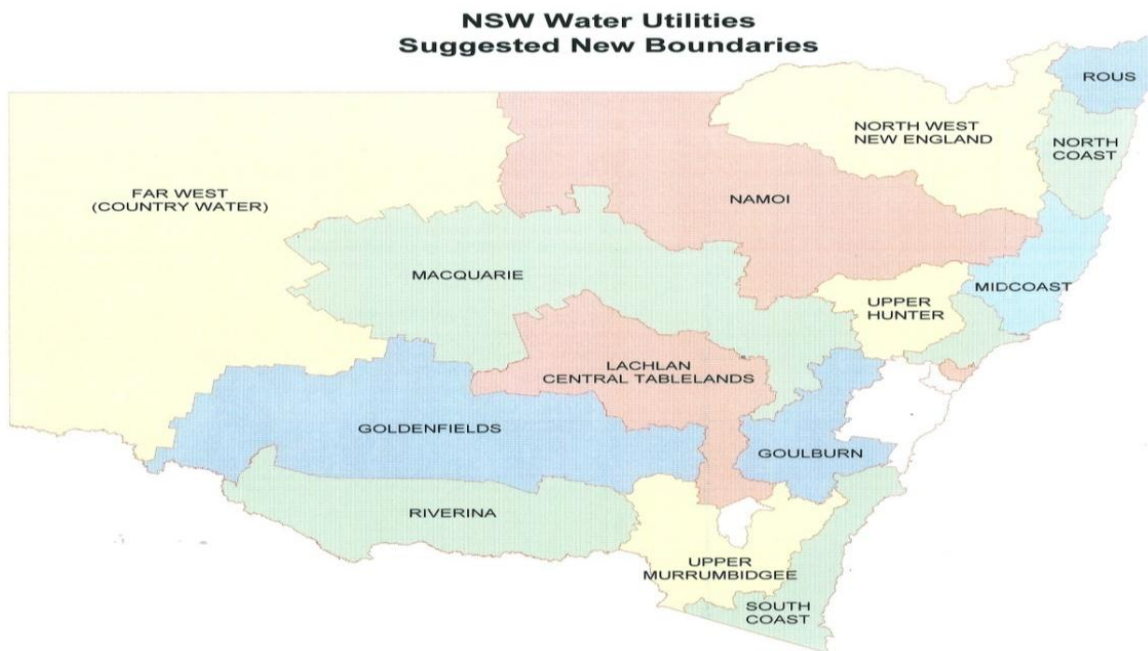 NSW Water Utilities
Suggested New Boundaries
ROUS
NORTH WEST
NEW ENGLAND
NORTH
COAST
FAR WEST
(COUNTRY WATER)
NAMOI
MACQUARIE
MIDCOAST
UPPER
HUNTER
LACHLAN
CENTRAL TABLELANDS
GOLDENFIELDS
GOULBURN
RIVERINA
UPPER
MURRUMBIDGEE
SOUTH
COAST